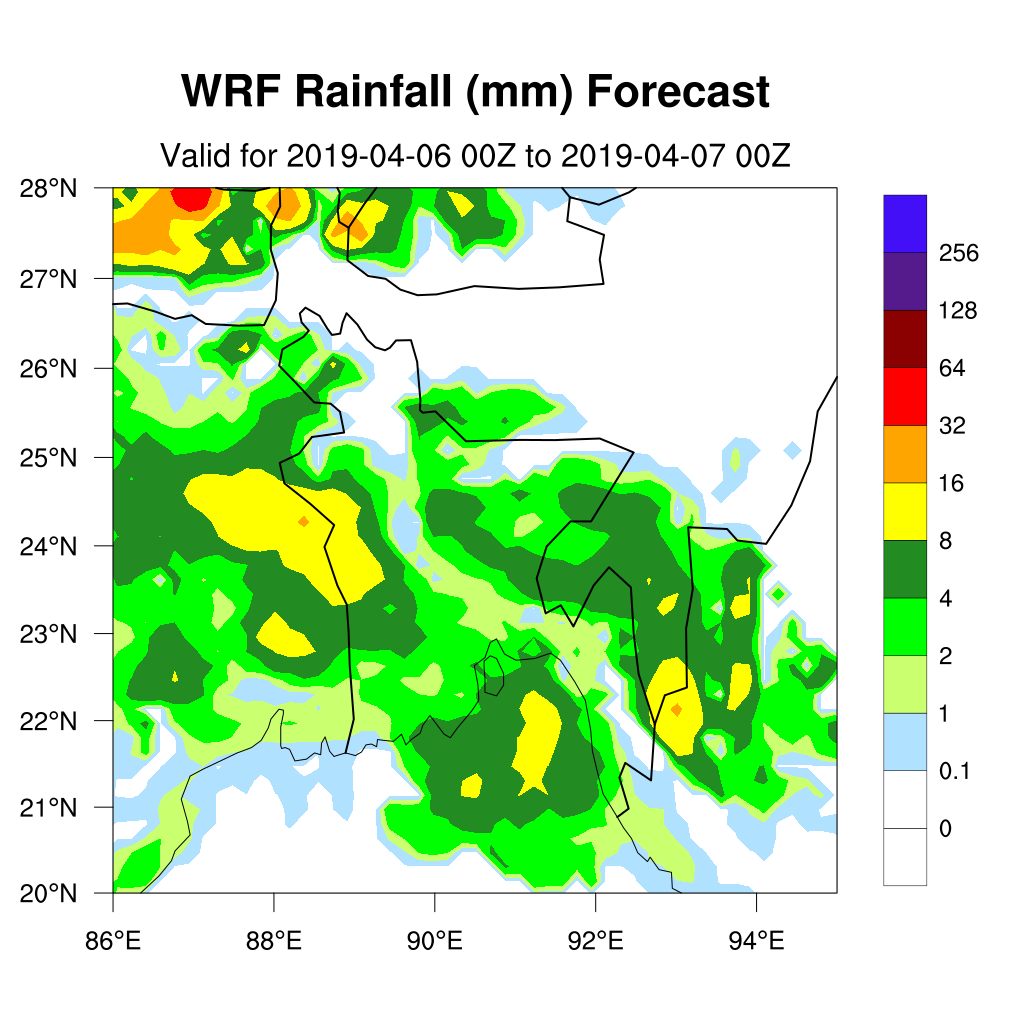 WRF Rainfall (mm) Forecast
Valid for 2019-04-06 00Z to 2019-04-07 00Z
28°N
27°N
26°N
25°N
24°N
23°N
22°N
21°N
20°N
86°E
88°E
90°E
92°E
94°E
256
128
64
32
16
8
4
2
1
0.1
0